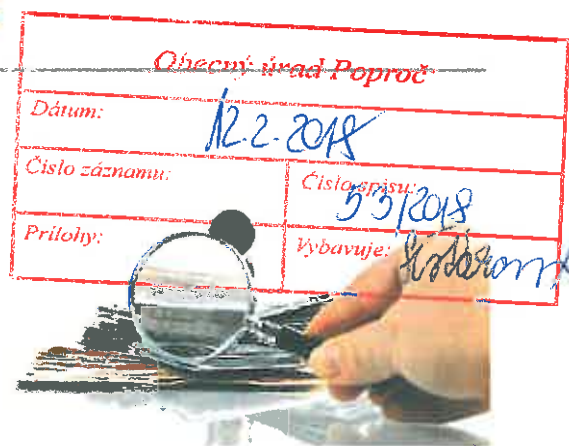 Obecný úrad Poproč
Dátum: 12.2.2018
Číslo záznamu:
Číslo spisu: 53/2018
Prílohy:
Vybavuje: